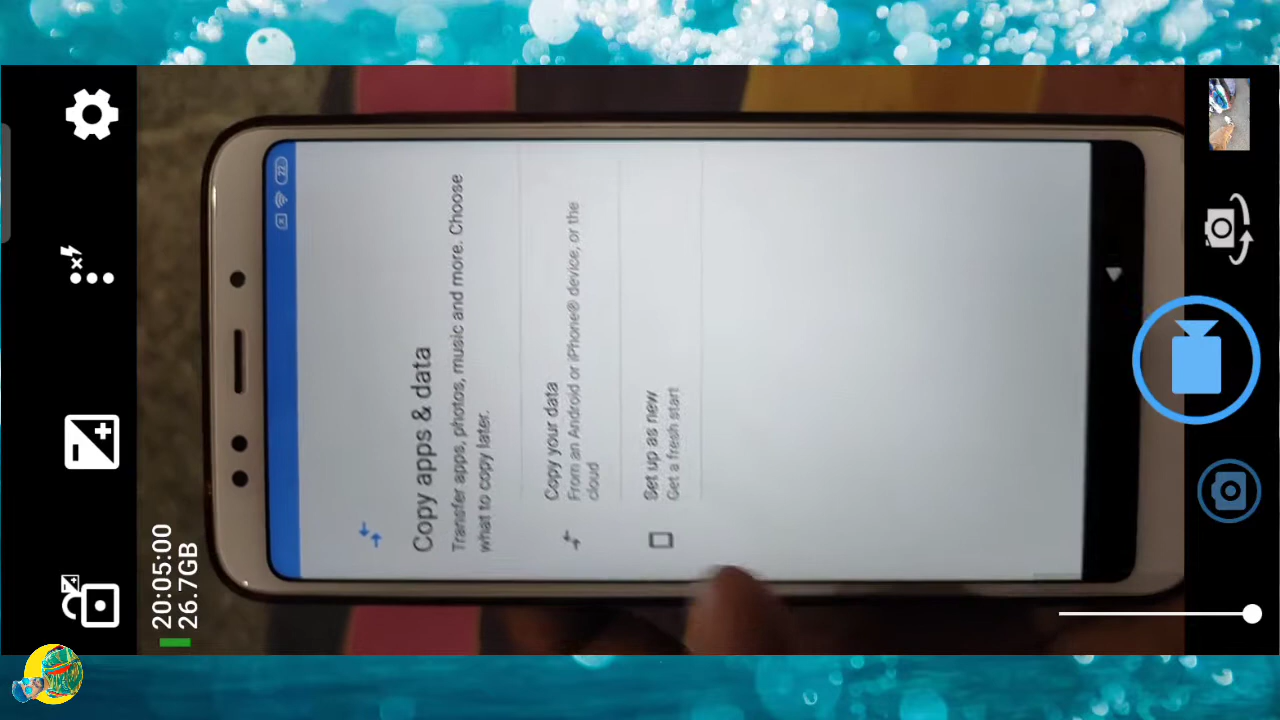 20:05:00
26.7GB
22
Copy apps & data
Transfer apps, photos, music and more. Choose
what to copy later.
Copy your data
From an Android or iPhone® device, or the
cloud
Set up as new
Get a fresh start